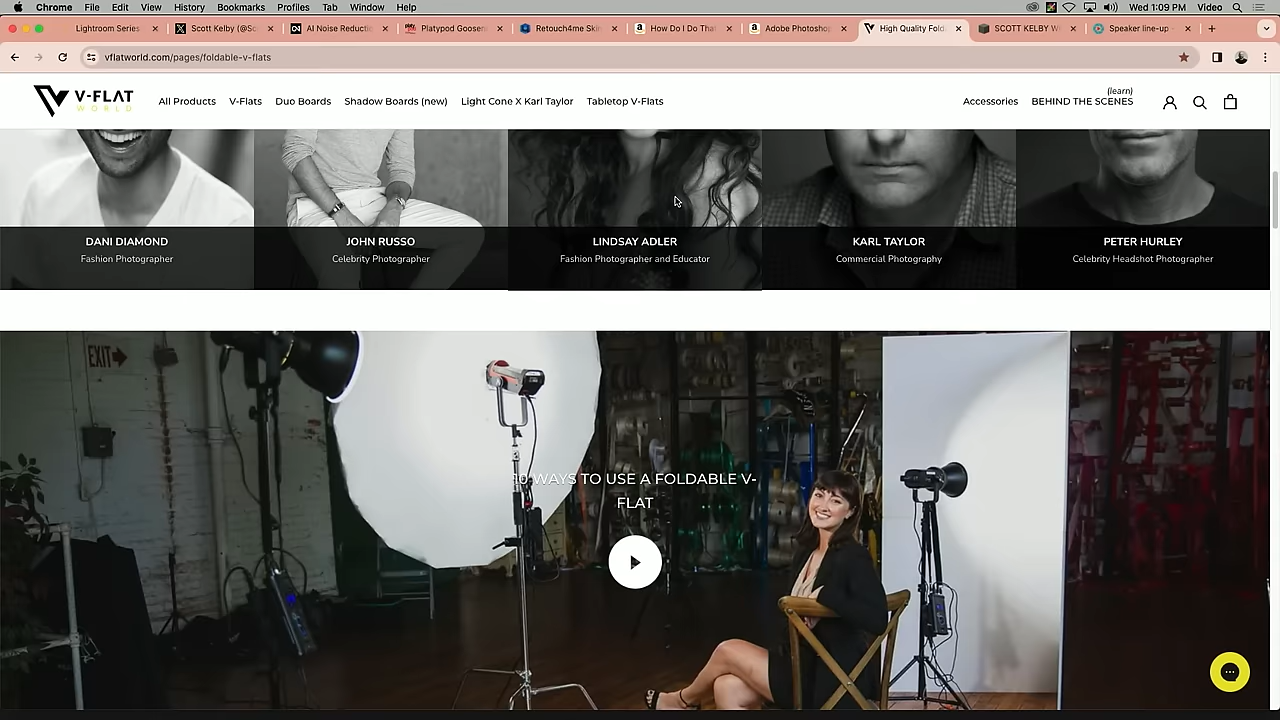 Chrome File Edit View History Bookmarks Profiles Tab Window Help Wed 1:09 PM Video
Lightroom Series Scott Kelby (@Sc AI Noise Reducti Platypod Goosen Retouch4me Skin How Do I Do Tha Adobe Photoshop High Quality Fold SCOTT KELBY W Speaker line-up
vflatworld.com/pages/foldable-v-flats
(learn)
V-FLAT All Products V-Flats Duo Boards Shadow Boards (new) Light Cone X Karl Taylor Tabletop V-Flats Accessories BEHIND THE SCENES
WORLD
DANI DIAMOND JOHN RUSSO LINDSAY ADLER KARL TAYLOR PETER HURLEY
Fashion Photographer Celebrity Photographer Fashion Photographer and Educator Commercial Photography Celebrity Headshot Photographer
EXIT
10 WAYS TO USE A FOLDABLE V-
FLAT